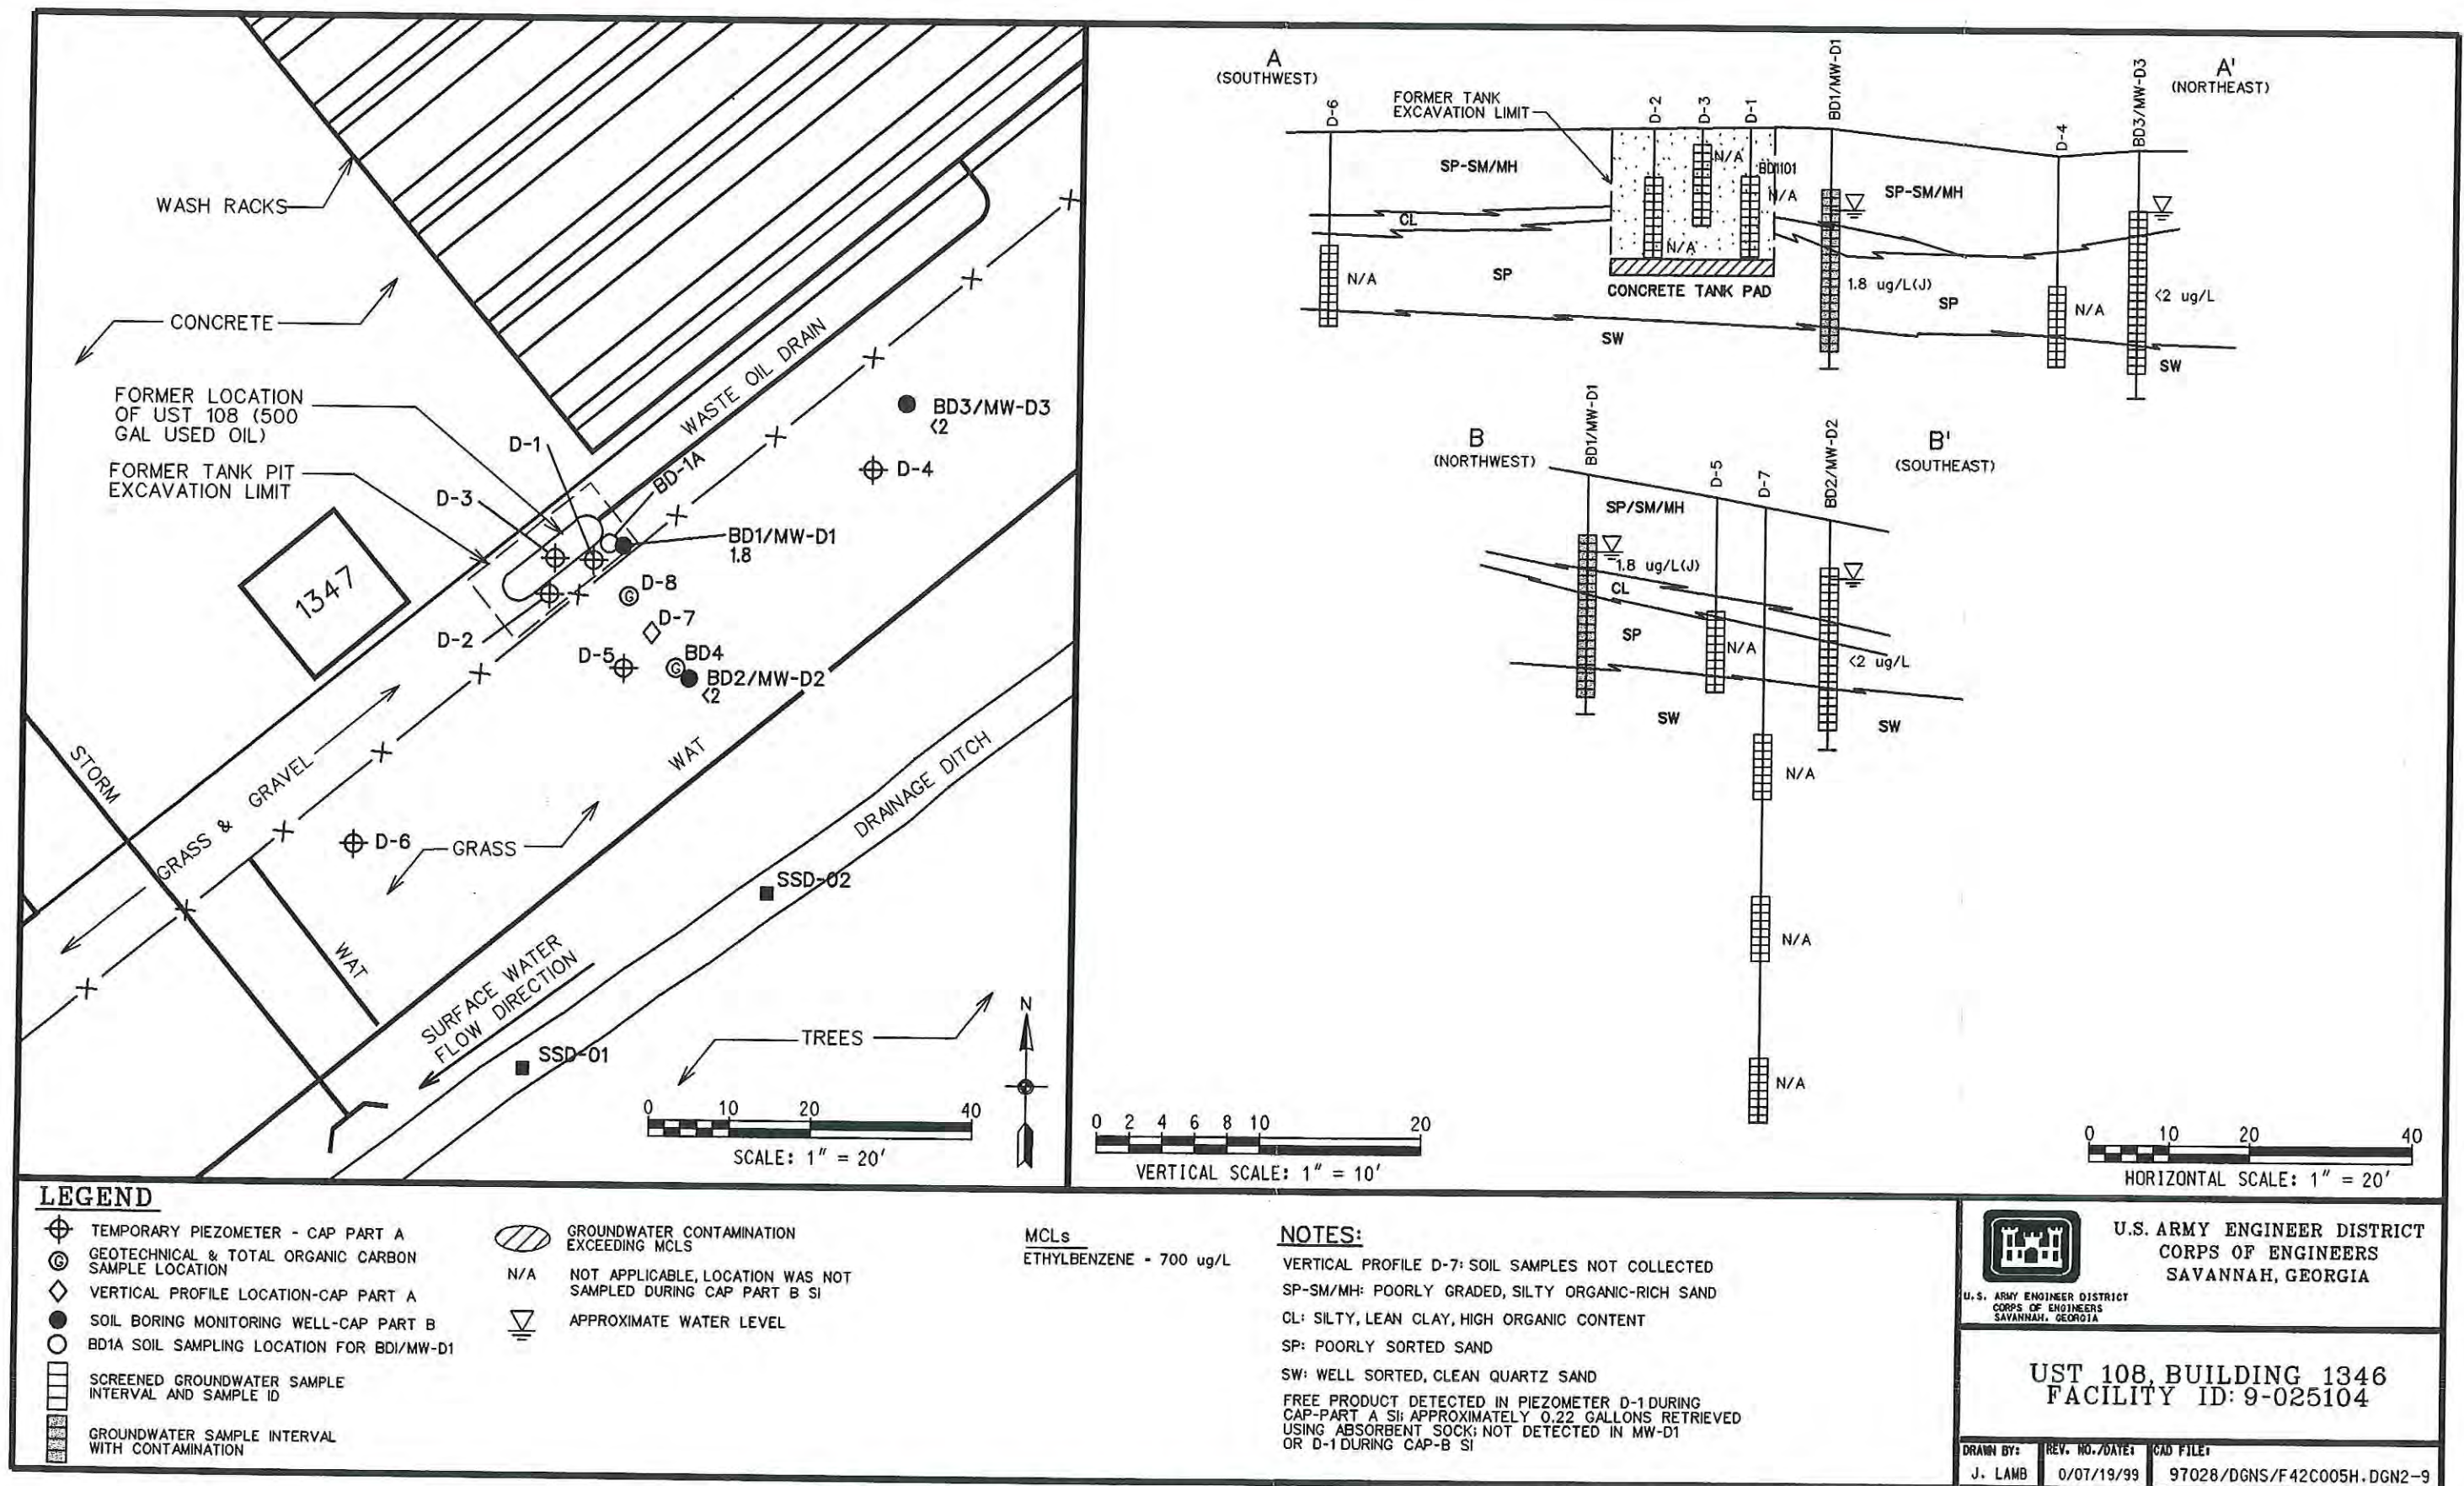 WASH RACKS
CONCRETE
FORMER LOCATION
OF UST 108 (500
GAL USED OIL)
FORMER TANK PIT
EXCAVATION LIMIT
1347
D-1
D-3
D-2
BD-1A
WASTE OIL DRAIN
BD3/MW-D3
<2
D-4
BD1/MW-D1
1.8
D-8
G
D-7
D-5
G
BD4
BD2/MW-D2
<2
STORM
GRASS & GRAVEL
WAT
D-6
GRASS
WAT
DRAINAGE DITCH
SSD-02
SURFACE WATER
FLOW DIRECTION
SSD-01
TREES
N
0 10 20 40
SCALE: 1" = 20'
A
(SOUTHWEST)
A'
(NORTHEAST)
FORMER TANK
EXCAVATION LIMIT
D-6
D-2
D-3
D-1
BD1/MW-D1
D-4
BD3/MW-D3
SP-SM/MH
N/A
BD1101
N/A
SP-SM/MH
CL
N/A
N/A
SP
CONCRETE TANK PAD
1.8 ug/L(J)
SP
N/A
<2 ug/L
SW
SW
B
(NORTHWEST)
B'
(SOUTHEAST)
BD1/MW-D1
D-5
D-7
BD2/MW-D2
SP/SM/MH
1.8 ug/L(J)
CL
SP
N/A
<2 ug/L
SW
SW
N/A
N/A
N/A
0 2 4 6 8 10 20
VERTICAL SCALE: 1" = 10'
0 10 20 40
HORIZONTAL SCALE: 1" = 20'
LEGEND
TEMPORARY PIEZOMETER - CAP PART A
G
GEOTECHNICAL & TOTAL ORGANIC CARBON
SAMPLE LOCATION
VERTICAL PROFILE LOCATION-CAP PART A
SOIL BORING MONITORING WELL-CAP PART B
BD1A SOIL SAMPLING LOCATION FOR BDI/MW-D1
SCREENED GROUNDWATER SAMPLE
INTERVAL AND SAMPLE ID
GROUNDWATER SAMPLE INTERVAL
WITH CONTAMINATION
GROUNDWATER CONTAMINATION
EXCEEDING MCLS
N/A NOT APPLICABLE, LOCATION WAS NOT
SAMPLED DURING CAP PART B SI
APPROXIMATE WATER LEVEL
MCLs
ETHYLBENZENE - 700 ug/L
NOTES:
VERTICAL PROFILE D-7: SOIL SAMPLES NOT COLLECTED
SP-SM/MH: POORLY GRADED, SILTY ORGANIC-RICH SAND
CL: SILTY, LEAN CLAY, HIGH ORGANIC CONTENT
SP: POORLY SORTED SAND
SW: WELL SORTED, CLEAN QUARTZ SAND
FREE PRODUCT DETECTED IN PIEZOMETER D-1 DURING
CAP-PART A SI; APPROXIMATELY 0.22 GALLONS RETRIEVED
USING ABSORBENT SOCK; NOT DETECTED IN MW-D1
OR D-1 DURING CAP-B SI
U.S. ARMY ENGINEER DISTRICT
CORPS OF ENGINEERS
SAVANNAH, GEORGIA
U.S. ARMY ENGINEER DISTRICT
CORPS OF ENGINEERS
SAVANNAH, GEORGIA
UST 108, BUILDING 1346
FACILITY ID: 9-025104
DRAWN BY:
J. LAMB
REV. NO./DATE:
0/07/19/99
CAD FILE:
97028/DGNS/F42C005H.DGN2-9